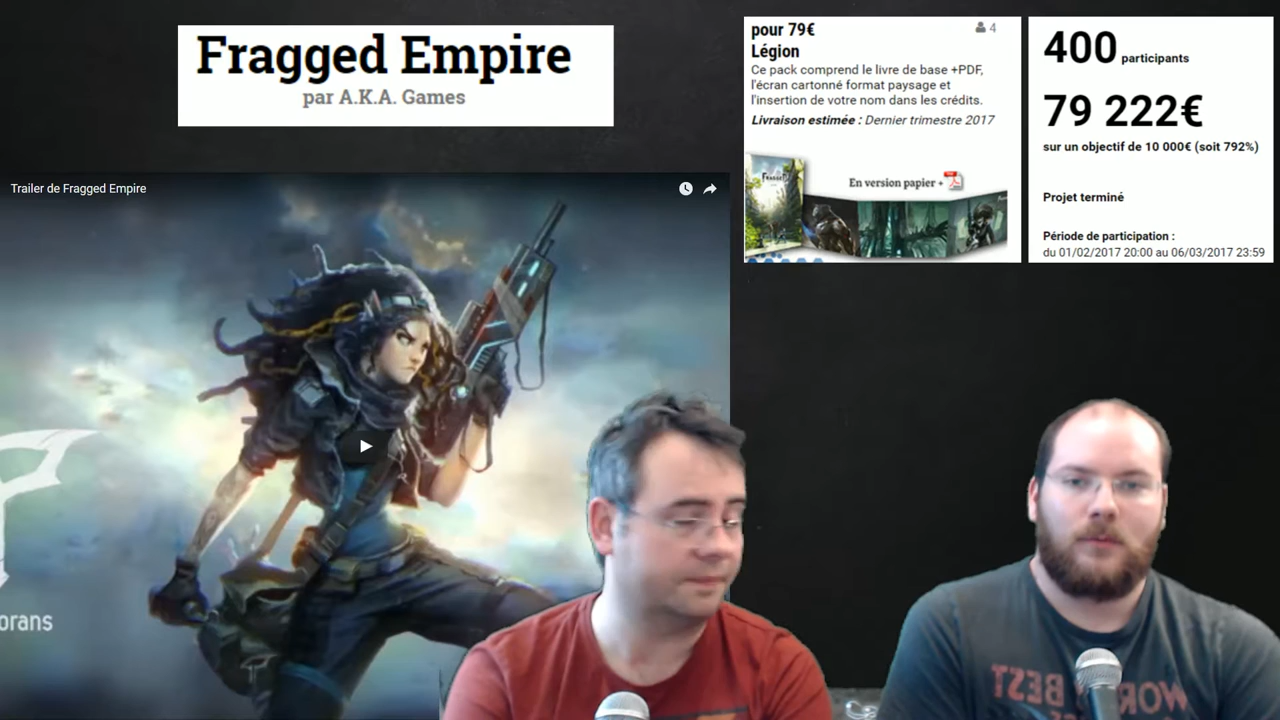 Fragged Empire
par A.K.A. Games
pour 79€
4
Légion
Ce pack comprend le livre de base +PDF,
l'écran cartonné format paysage et
l'insertion de votre nom dans les crédits.
Livraison estimée : Dernier trimestre 2017
FRAGGED
En version papier +
400 participants
79 222€
sur un objectif de 10 000€ (soit 792%)
Projet terminé
Période de participation :
du 01/02/2017 20:00 au 06/03/2017 23:59
Trailer de Fragged Empire
orans